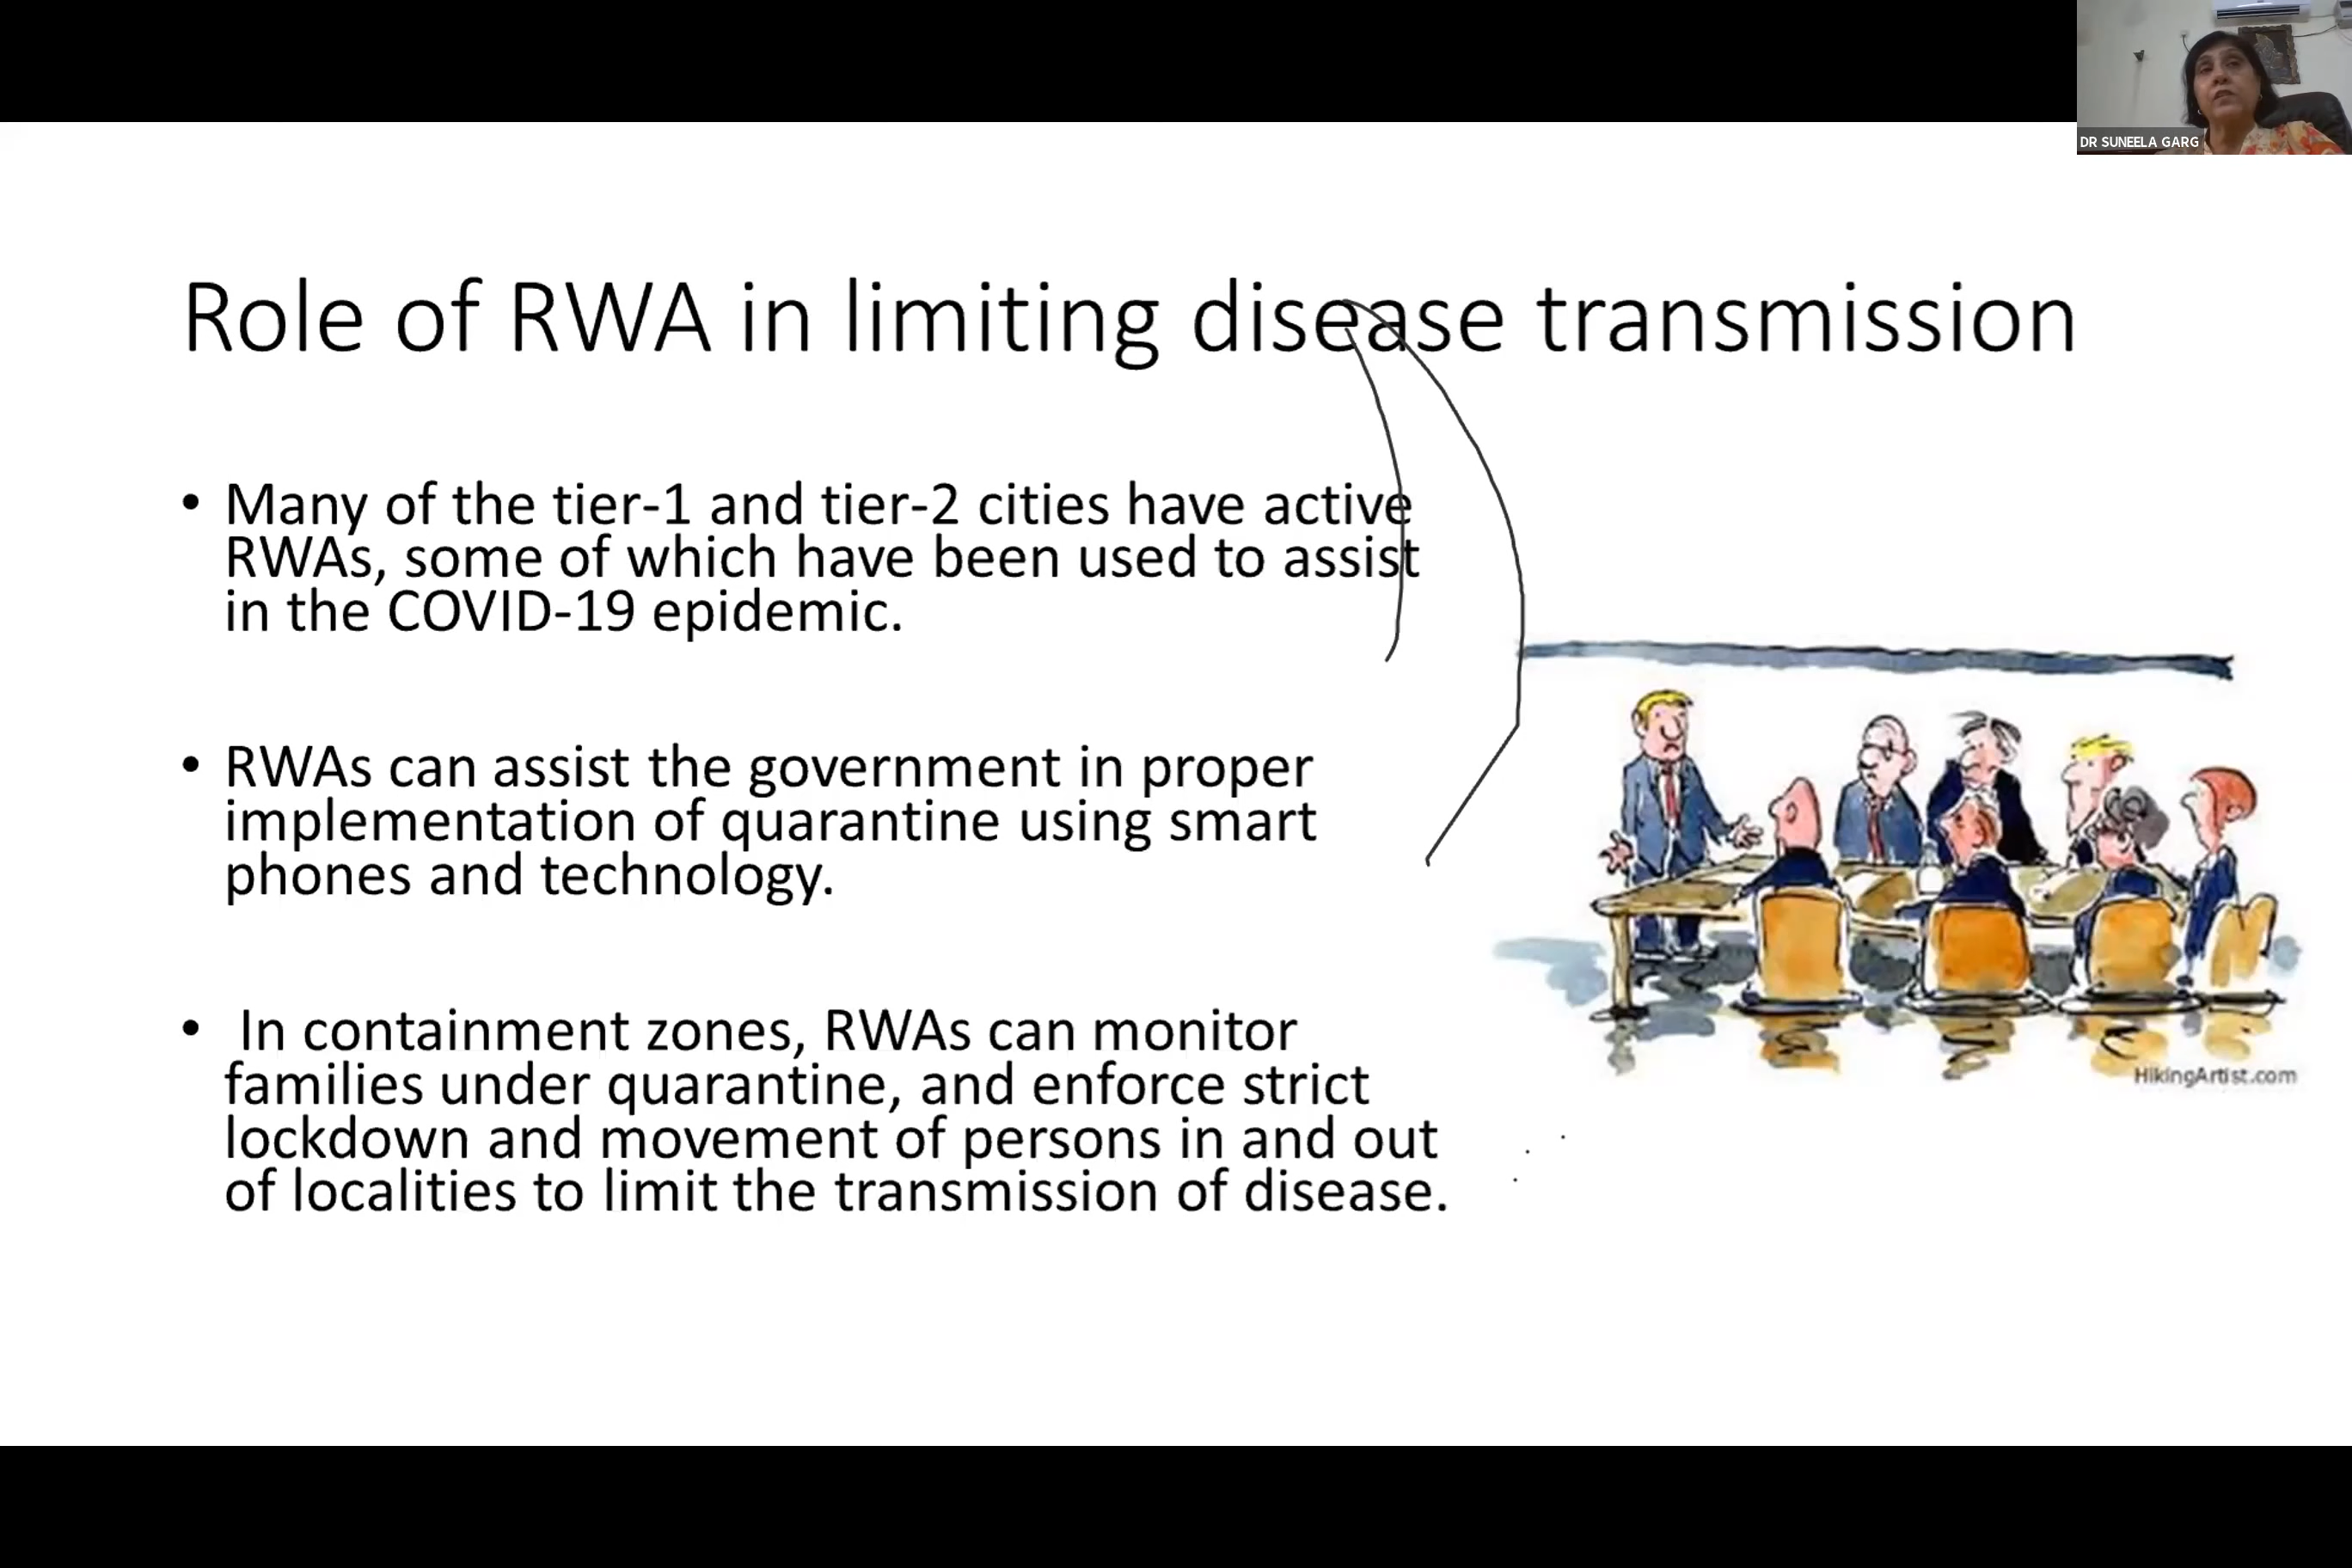 DR SUNEELA GARG
Role of RWA in limiting disease transmission
• Many of the tier-1 and tier-2 cities have active
RWAs, some of which have been used to assist
in the COVID-19 epidemic.
• RWAs can assist the government in proper
implementation of quarantine using smart
phones and technology.
• In containment zones, RWAs can monitor
families under quarantine, and enforce strict
lockdown and movement of persons in and out
of localities to limit the transmission of disease.
HikingArtist.com